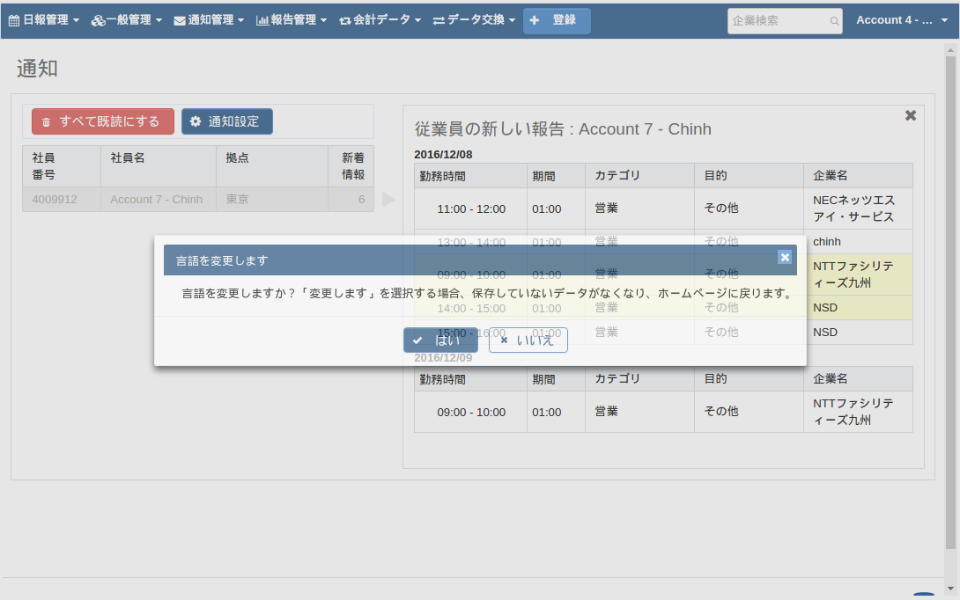 日報管理 一般管理 通知管理 報告管理 会計データ データ交換 登録 企業検索 Account 4 - ...
通知
すべて既読にする 通知設定
社員番号 社員名 拠点 新着情報
4009912 Account 7 - Chinh 東京 6
従業員の新しい報告 : Account 7 - Chinh
2016/12/08
勤務時間 期間 カテゴリ 目的 企業名
11:00 - 12:00 01:00 営業 その他 NECネッツエスアイ・サービス
13:00 - 14:00 01:00 営業 その他 chinh
09:00 - 10:00 01:00 営業 その他 NTTファシリティーズ九州
14:00 - 15:00 01:00 営業 その他 NSD
15:00 - 16:00 01:00 営業 その他 NSD
言語を変更します
言語を変更しますか？「変更します」を選択する場合、保存していないデータがなくなり、ホームページに戻ります。
はい いいえ
2016/12/09
勤務時間 期間 カテゴリ 目的 企業名
09:00 - 10:00 01:00 営業 その他 NTTファシリティーズ九州